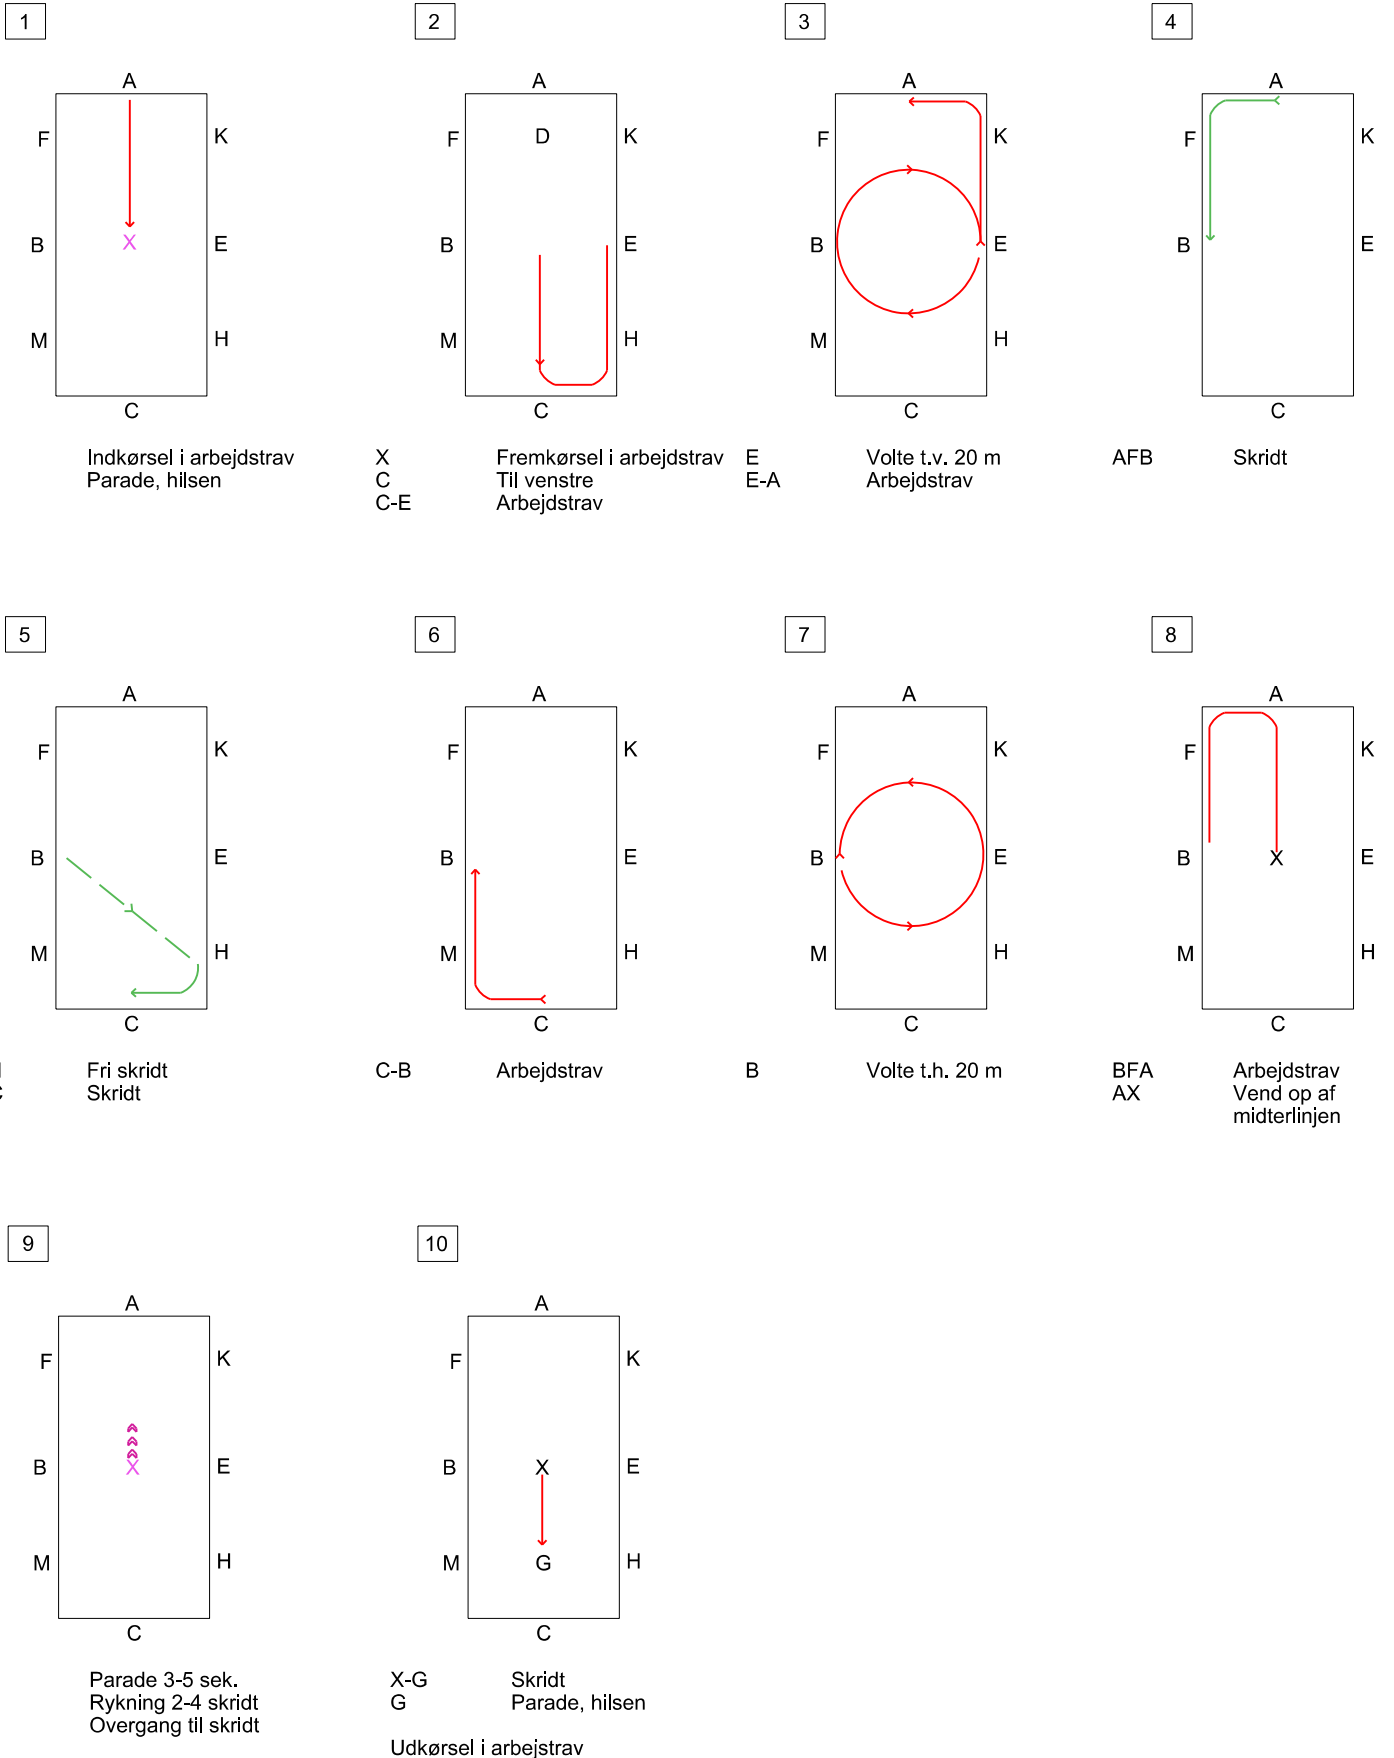 1 2 3 4
A A A A
F K F D K F K F K
B X E B E B E B E
M H M H M H
C C C C
Indkørsel i arbejdstrav X Fremkørsel i arbejdstrav E Volte t.v. 20 m AFB Skridt
Parade, hilsen C Til venstre E-A Arbejdstrav
C-E Arbejdstrav
5 6 7 8
A A A A
F K F K F K F K
B E B E B E B X E
M H M H M H M H
C C C C
Fri skridt C-B Arbejdstrav B Volte t.h. 20 m BFA Arbejdstrav
Skridt AX Vend op af
midterlinjen
9 10
A A
F K F K
B X E B X E
M H M G H
C C
Parade 3-5 sek. X-G Skridt
Rykning 2-4 skridt G Parade, hilsen
Overgang til skridt
Udkørsel i arbejstrav